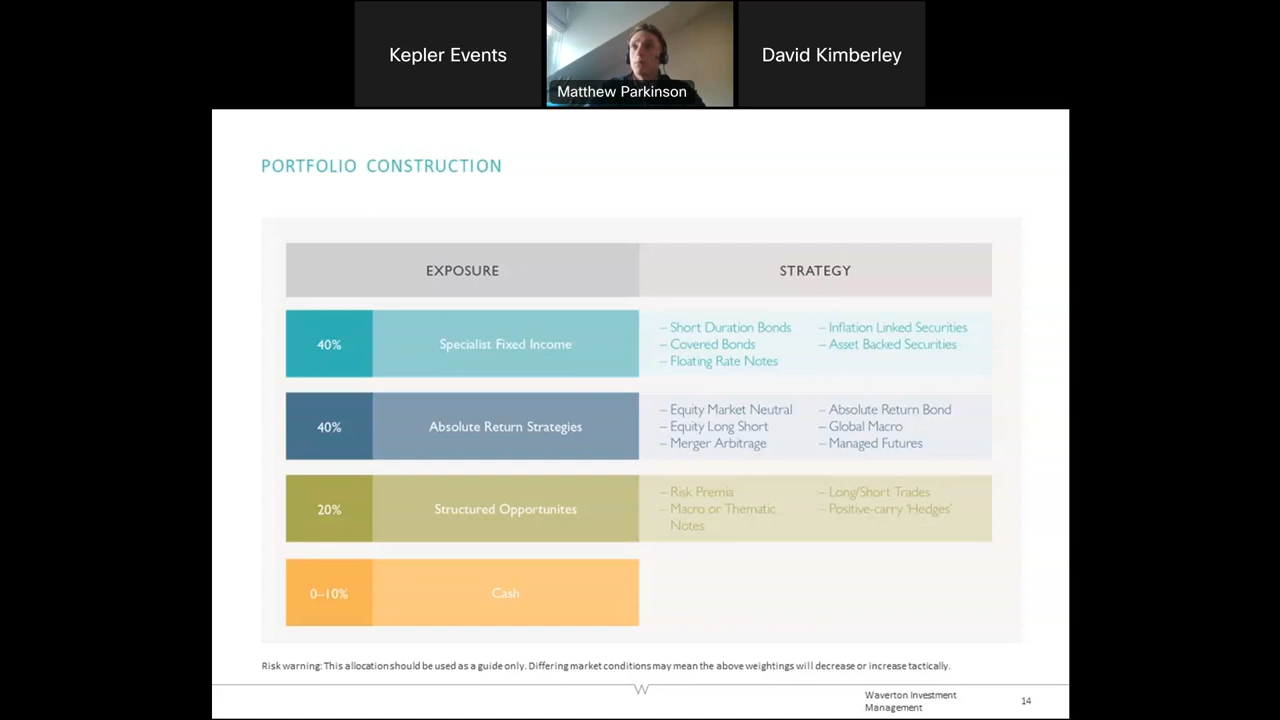 Kepler Events
Matthew Parkinson
David Kimberley
PORTFOLIO CONSTRUCTION
EXPOSURE
STRATEGY
40%
Specialist Fixed Income
– Short Duration Bonds
– Covered Bonds
– Floating Rate Notes
– Inflation Linked Securities
– Asset Backed Securities
40%
Absolute Return Strategies
– Equity Market Neutral
– Equity Long Short
– Merger Arbitrage
– Absolute Return Bond
– Global Macro
– Managed Futures
20%
Structured Opportunites
– Risk Premia
– Macro or Thematic
Notes
– Long/Short Trades
– Positive-carry 'Hedges'
0–10%
Cash
Risk warning: This allocation should be used as a guide only. Differing market conditions may mean the above weightings will decrease or increase tactically.
Waverton Investment
Management
14